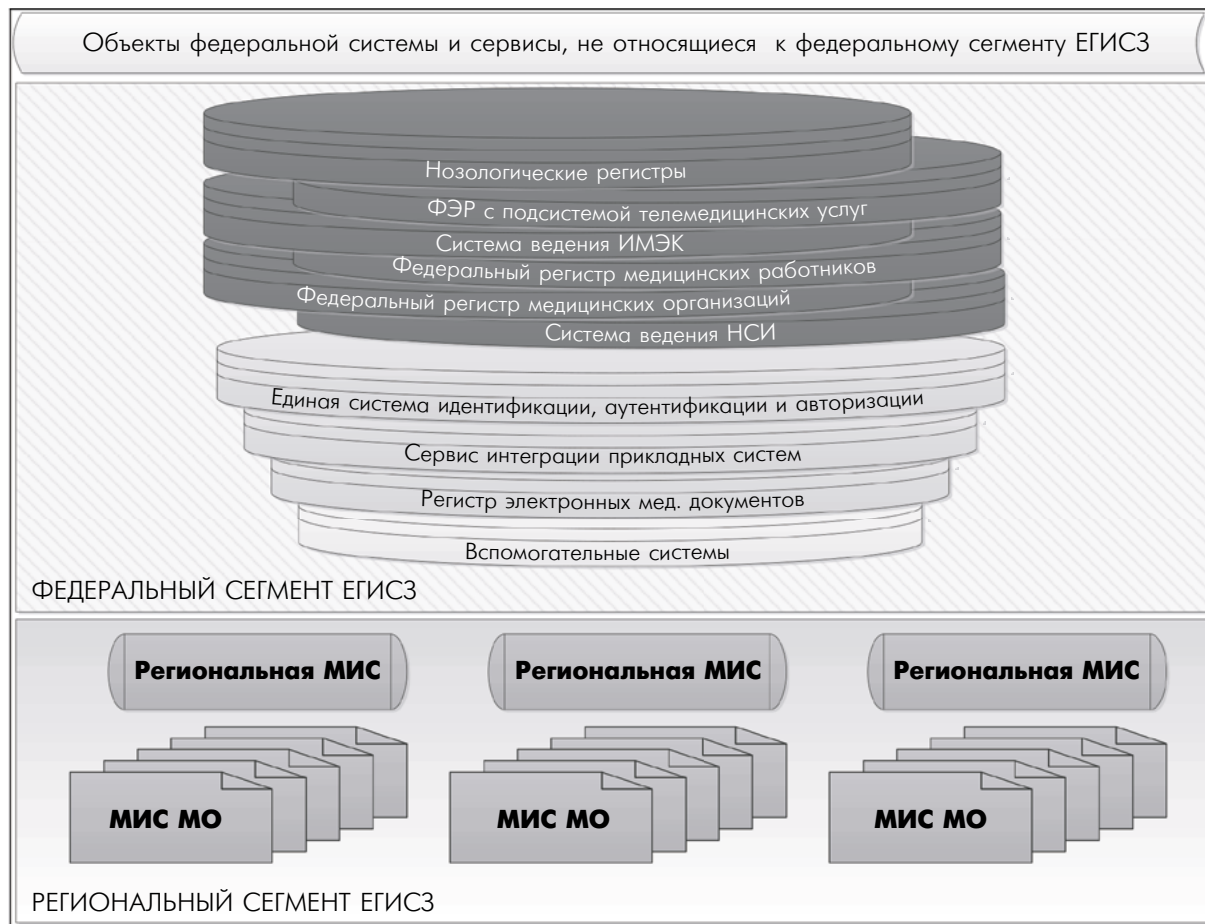 Объекты федеральной системы и сервисы, не относящиеся к федеральному сегменту ЕГИСЗ
Нозологические регистры
ФЭР с подсистемой телемедицинских услуг
Система ведения ИМЭК
Федеральный регистр медицинских работников
Федеральный регистр медицинских организаций
Система ведения НСИ
Единая система идентификации, аутентификации и авторизации
Сервис интеграции прикладных систем
Регистр электронных мед. документов
Вспомогательные системы
ФЕДЕРАЛЬНЫЙ СЕГМЕНТ ЕГИСЗ
Региональная МИС
Региональная МИС
Региональная МИС
МИС МО
МИС МО
МИС МО
РЕГИОНАЛЬНЫЙ СЕГМЕНТ ЕГИСЗ